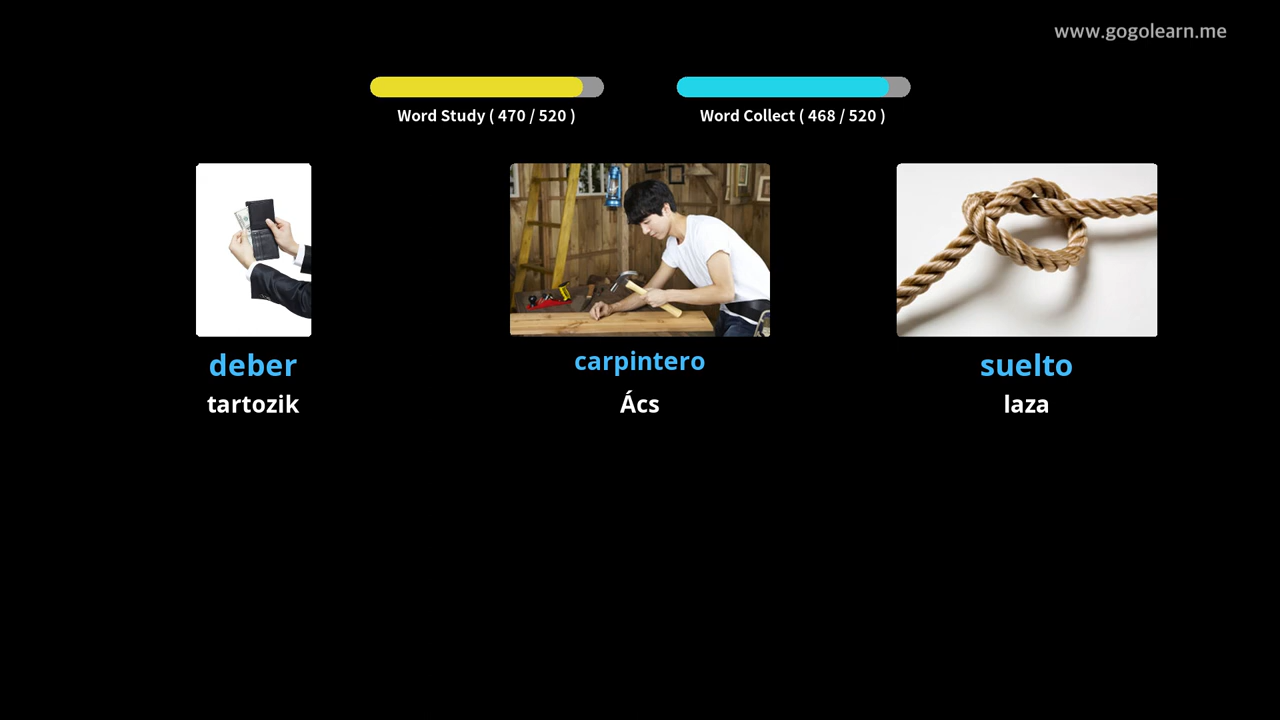 www.gogolearn.me
Word Study ( 470 / 520 )
Word Collect ( 468 / 520 )
deber
tartozik
carpintero
Ács
suelto
laza